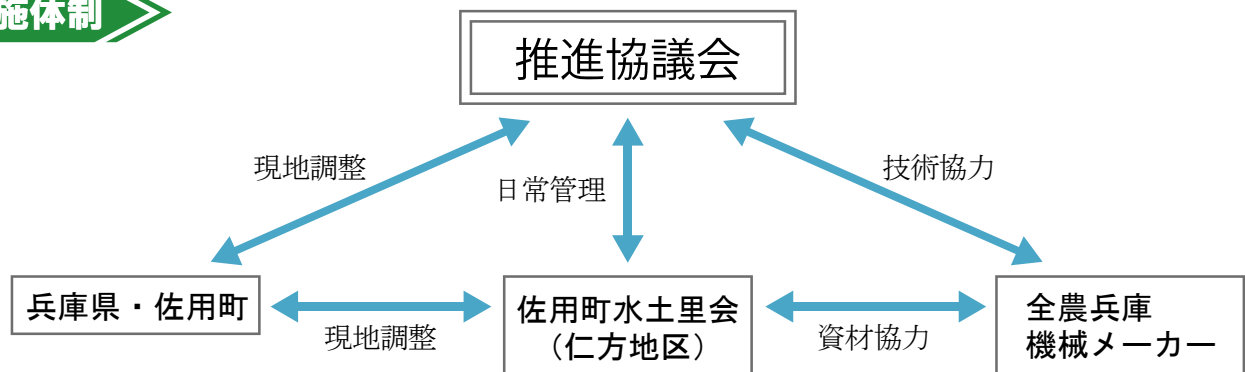 施体制
推進協議会
現地調整
日常管理
技術協力
兵庫県・佐用町
現地調整
佐用町水土里会
（仁方地区）
資材協力
全農兵庫
機械メーカー